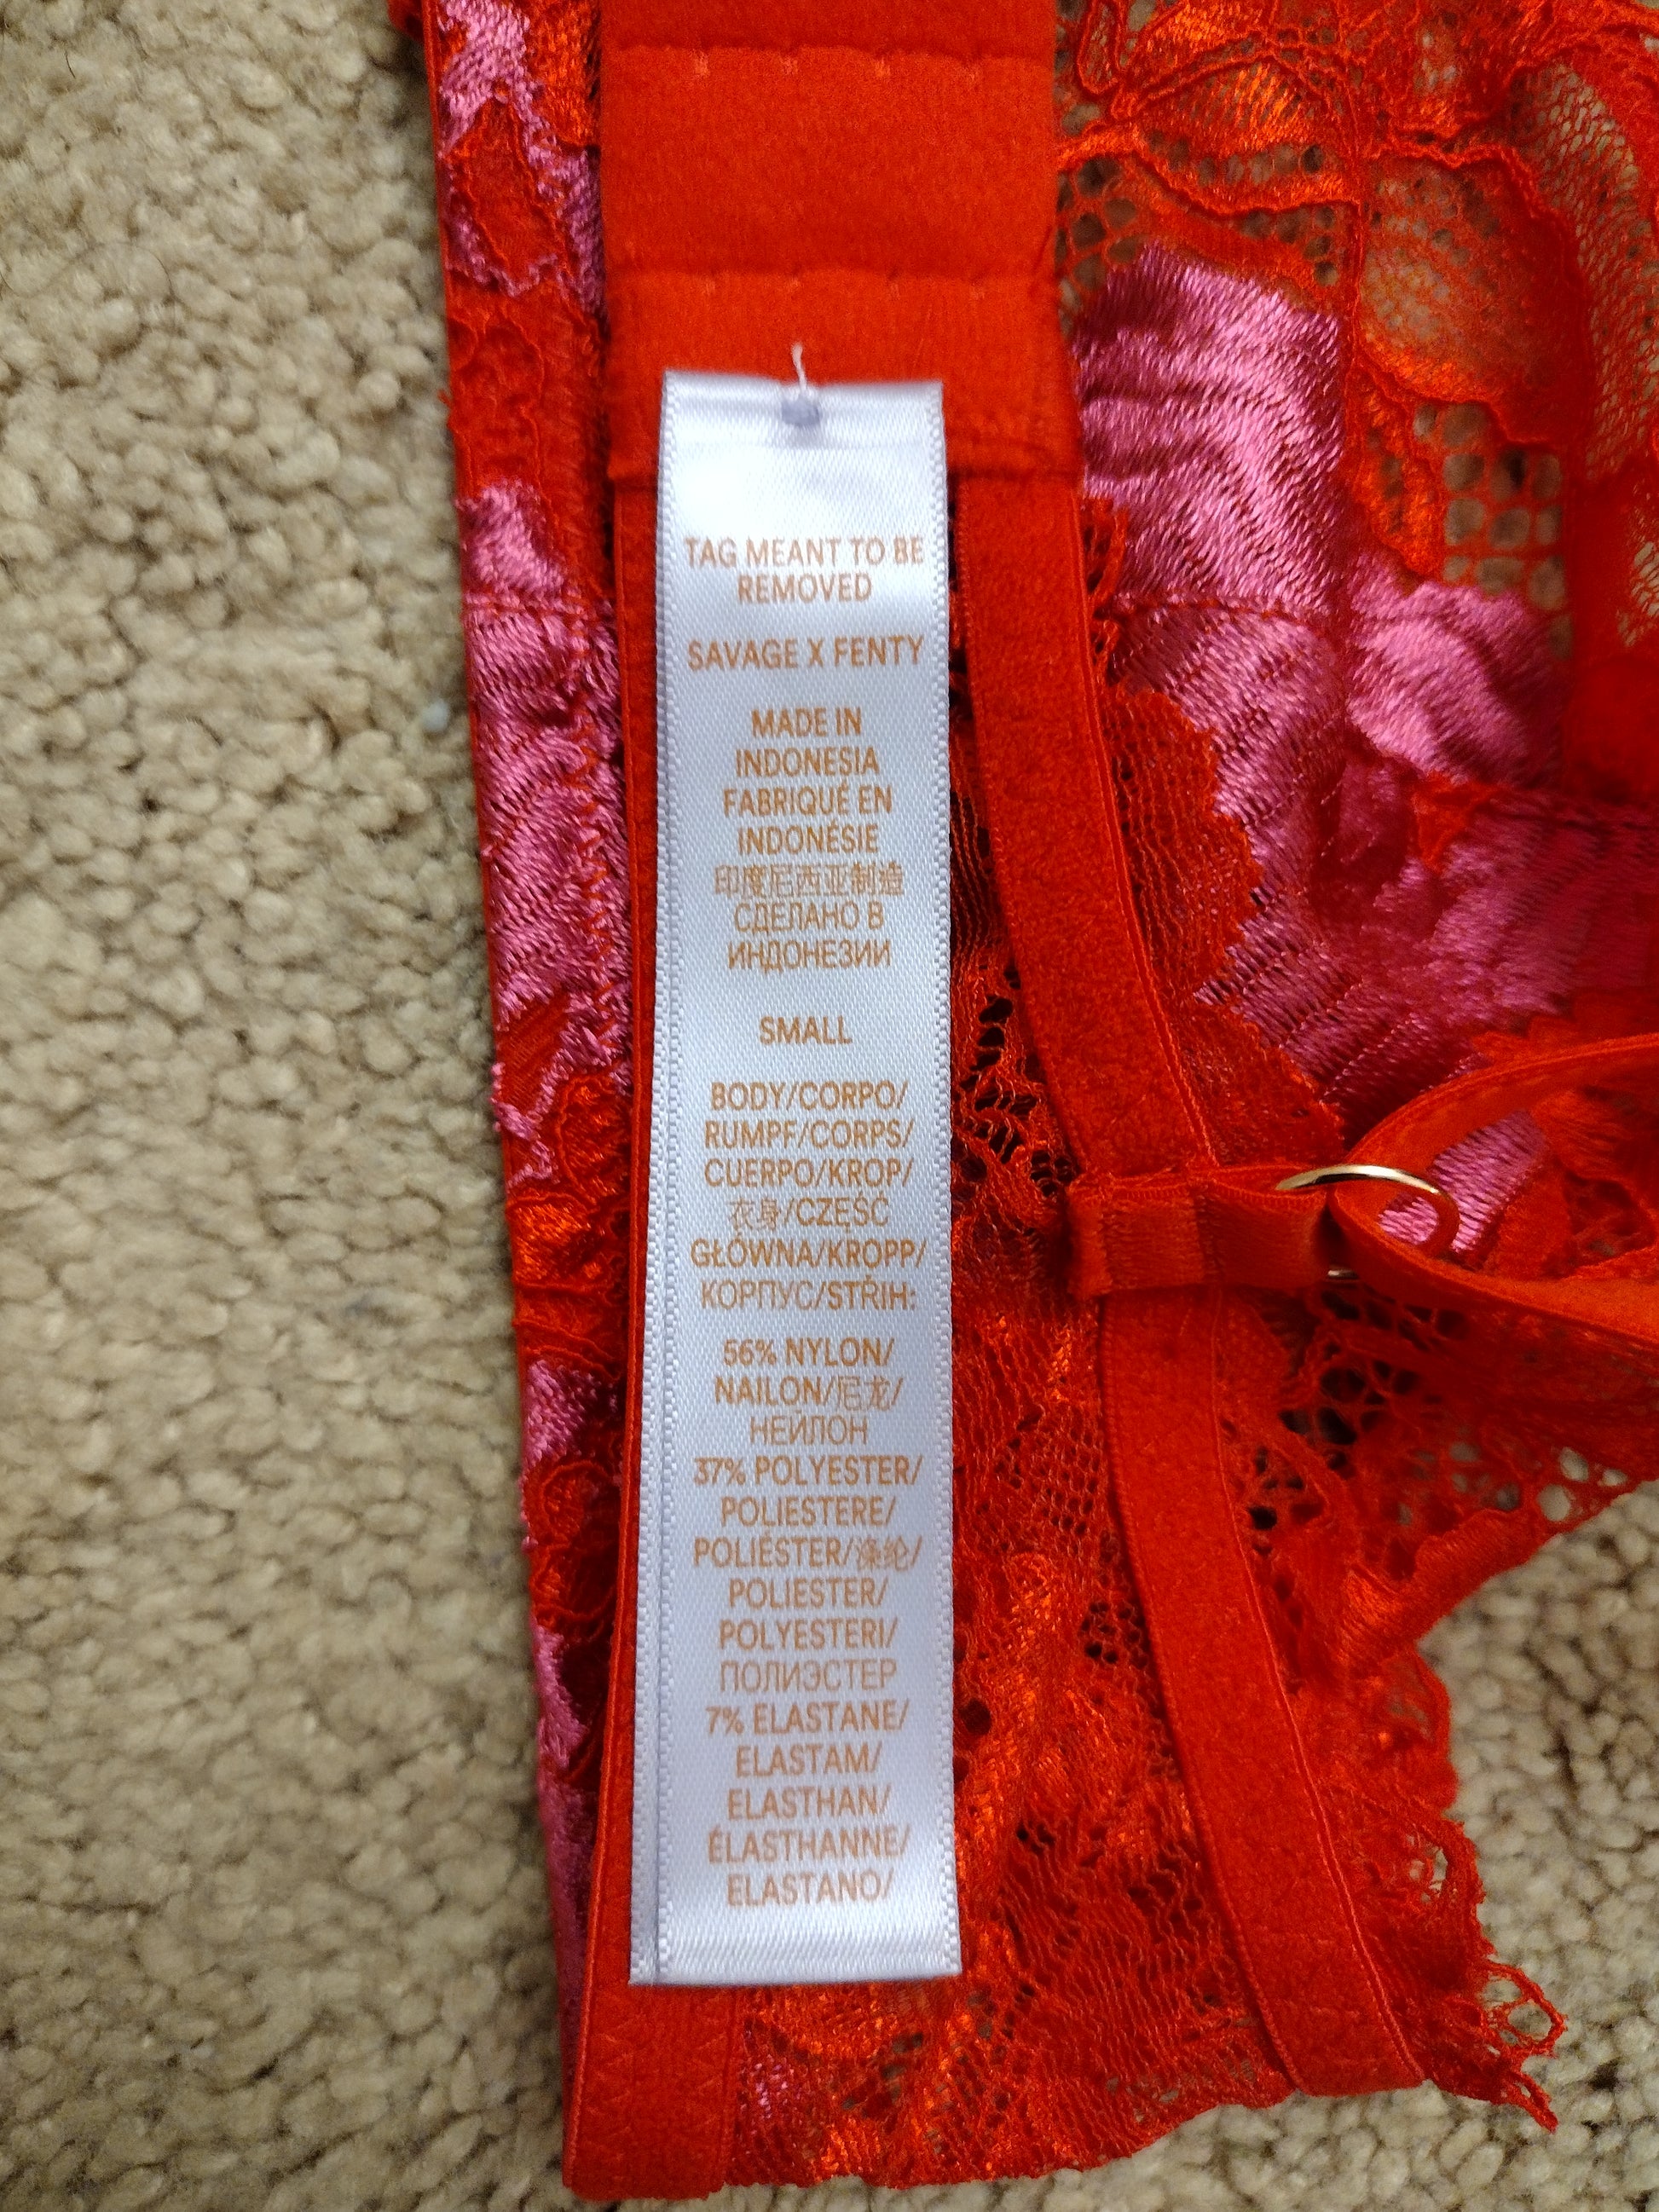 TAG MEANT TO BE
REMOVED
SAVAGE X FENTY
MADE IN
INDONESIA
FABRIQUÉ EN
INDONÉSIE
印度尼西亚制造
СДЕЛАНО В
ИНДОНЕЗИИ
SMALL
BODY/CORPO/
RUMPF/CORPS/
CUERPO/KROP/
衣身/CZĘŚĆ
GŁÓWNA/KROPP/
КОРПУС/STŘIH:
56% NYLON/
NAILON/尼龙/
НЕЙЛОН
37% POLYESTER/
POLIESTERE/
POLIÉSTER/涤纶/
POLIESTER/
POLYESTERI/
ПОЛИЭСТЕР
7% ELASTANE/
ELASTAM/
ELASTHAN/
ÉLASTHANNE/
ELASTANO/